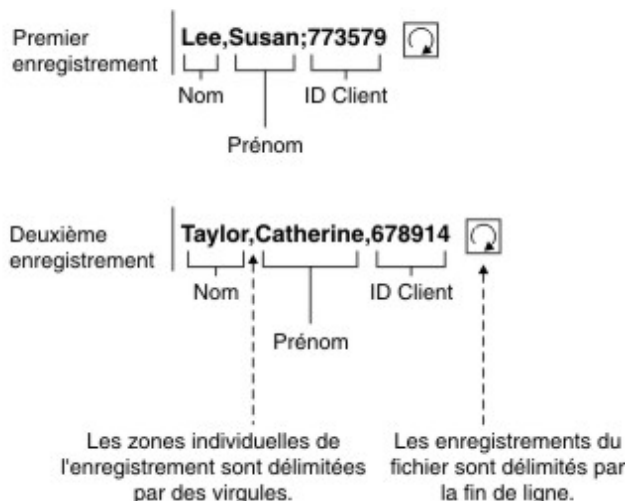 Premier
enregistrement
Lee,Susan;773579
Nom
ID Client
Prénom
Deuxième
enregistrement
Taylor,Catherine,678914
Nom
ID Client
Prénom
Les zones individuelles de
l'enregistrement sont délimitées
par des virgules.
Les enregistrements du
fichier sont délimités par
la fin de ligne.